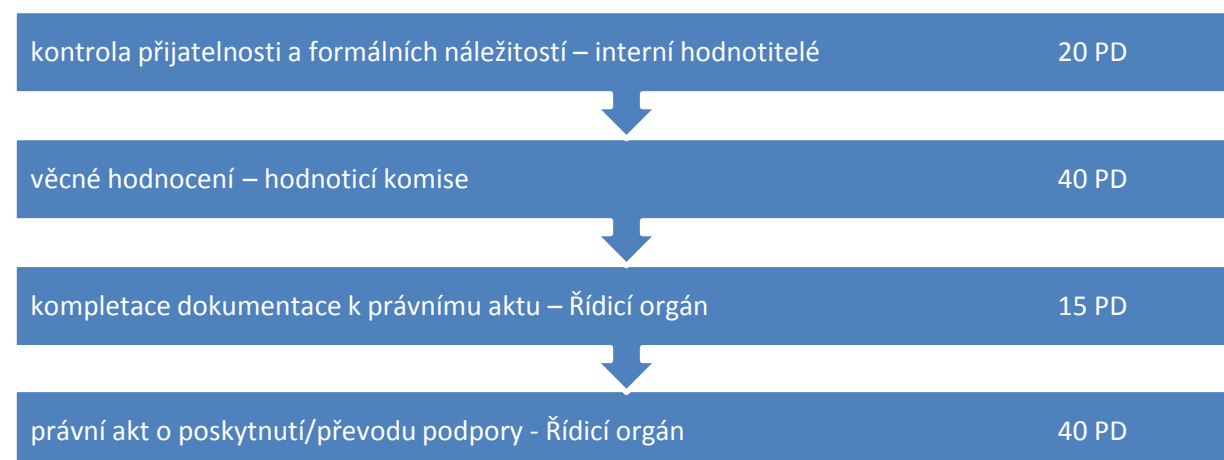 kontrola přijatelnosti a formálních náležitostí – interní hodnotitelé 20 PD
věcné hodnocení – hodnoticí komise 40 PD
kompletace dokumentace k právnímu aktu – Řídicí orgán 15 PD
právní akt o poskytnutí/převodu podpory - Řídicí orgán 40 PD